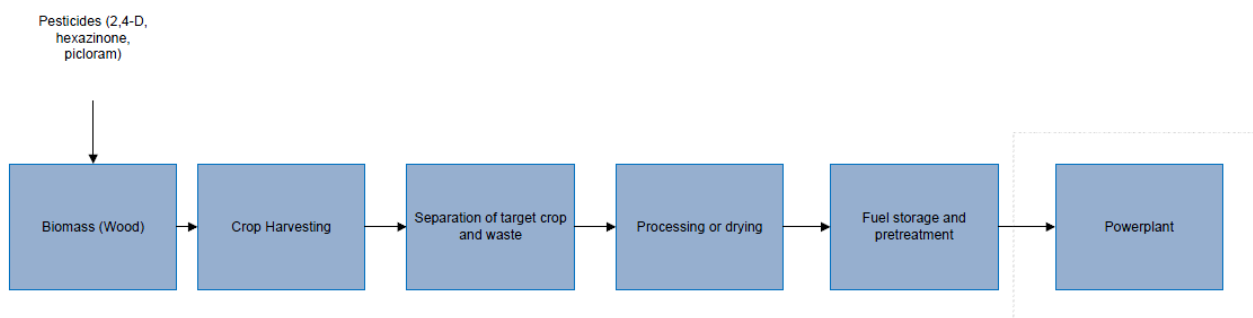 Pesticides (2,4-D,
hexazinone,
picloram)
Biomass (Wood)
Crop Harvesting
Separation of target crop
and waste
Processing or drying
Fuel storage and
pretreatment
Powerplant